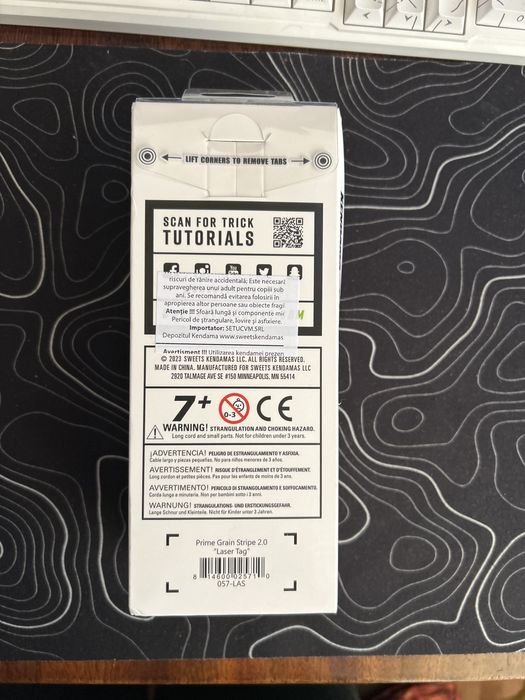 LIFT CORNERS TO REMOVE TABS
SCAN FOR TRICK
TUTORIALS
riscuri de rănire accidentală; Este necesară
supravegherea unui adult pentru copiii sub
ani. Se recomandă evitarea folosirii în
apropierea altor persoane sau obiecte fragi
Atenție !!! Sfoară lungă și componente mic
Pericol de ștrangulare, lovire și asfixiere.
Importator: SETUCVM.SRL
Depozitul Kendama www.sweetskendamas
M
Avertisment !!! Utilizarea kendamei prezen
© 2023 SWEETS KENDAMAS LLC. ALL RIGHTS RESERVED.
MADE IN CHINA. MANUFACTURED FOR SWEETS KENDAMAS LLC
2020 TALMAGE AVE SE #150 MINNEAPOLIS, MN 55414
7+ 0-3 CE
WARNING! STRANGULATION AND CHOKING HAZARD.
Long cord and small parts. Not for children under 3 years.
¡ADVERTENCIA! PELIGRO DE ESTRANGULAMIENTO Y ASFIXIA.
Cable largo y piezas pequeñas. No para niños menores de 3 años.
AVERTISSEMENT! RISQUE D'ÉTRANGLEMENT ET D'ÉTOUFFEMENT.
Long cordon et petites pièces. Pas pour les enfants de moins de 3 ans.
AVVERTIMENTO! PERICOLO DI STRANGOLAMENTO E SOFFOCAMENTO.
Corda lunga e minuteria. Non per bambini sotto i 3 anni.
WARNUNG! STRANGULATIONS- UND ERSTICKUNGSGEFAHR.
Lange Schnur und Kleinteile. Nicht für Kinder unter 3 Jahren.
Prime Grain Stripe 2.0
"Laser Tag"
8 14600 02571 0
057-LAS